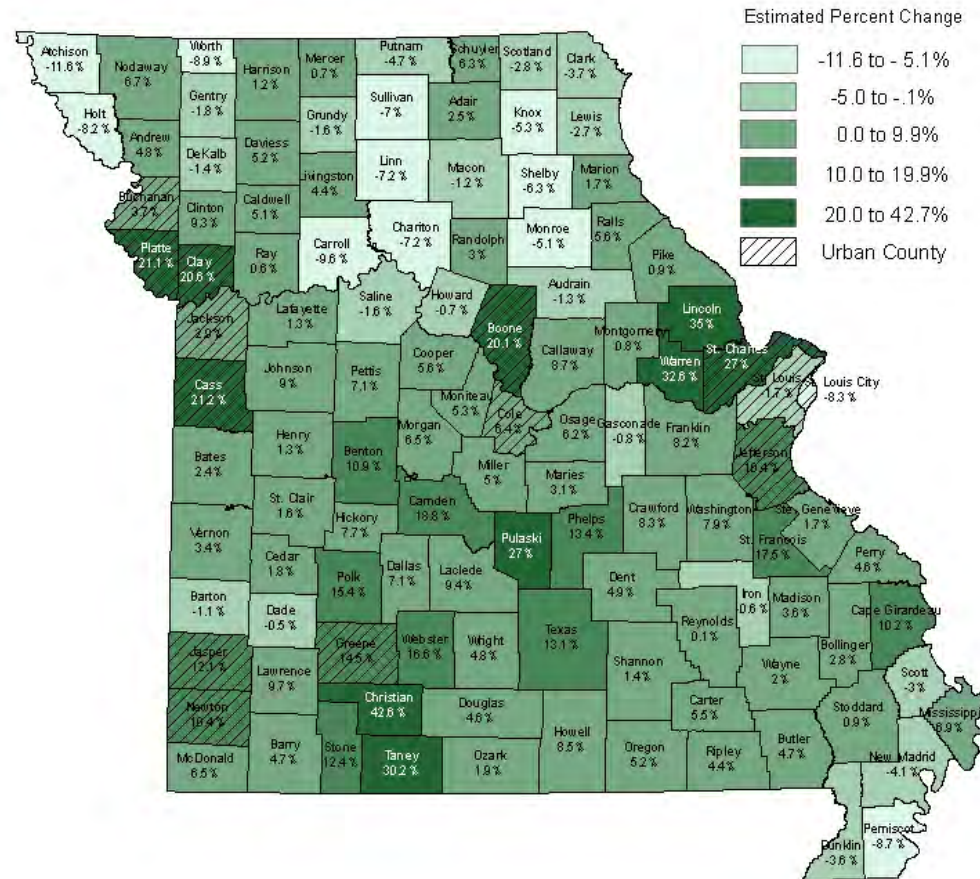 Estimated Percent Change
-11.6 to - 5.1%
-5.0 to -.1%
0.0 to 9.9%
10.0 to 19.9%
20.0 to 42.7%
Urban County
Atchison
-11.6 %
Nodaway
6.7 %
Worth
-8.9 %
Harrison
1.2 %
Mercer
0.7 %
Putnam
-4.7 %
Schuyler
6.3 %
Scotland
-2.8 %
Clark
-3.7 %
Holt
-8.2 %
Gentry
-1.8 %
Sullivan
-7 %
Adair
2.5 %
Knox
-5.3 %
Lewis
-2.7 %
Andrew
4.8 %
DeKalb
-1.4 %
Daviess
5.2 %
Grundy
-1.6 %
Livingston
4.4 %
Linn
-7.2 %
Macon
-1.2 %
Shelby
-6.3 %
Marion
1.7 %
Buchanan
3.7 %
Clinton
9.3 %
Caldwell
5.1 %
Carroll
-9.6 %
Chariton
-7.2 %
Randolph
3 %
Monroe
-5.1 %
Ralls
5.6 %
Platte
21.1 %
Clay
20.6 %
Ray
0.6 %
Pike
0.9 %
Jackson
2.9 %
Lafayette
1.3 %
Saline
-1.6 %
Howard
-0.7 %
Boone
20.1 %
Audrain
-1.3 %
Callaway
8.7 %
Montgomery
0.8 %
Lincoln
35 %
Warren
32.6 %
St. Charles
27 %
Louis
-1.7 %
Louis City
-8.3 %
Cass
21.2 %
Johnson
9 %
Pettis
7.1 %
Cooper
5.6 %
Moniteau
5.3 %
Cole
6.4 %
Osage
6.2 %
Gasconade
-0.8 %
Franklin
8.2 %
Jefferson
10.4 %
Bates
2.4 %
Henry
1.3 %
Benton
10.9 %
Morgan
6.5 %
Miller
5 %
Maries
3.1 %
St. Clair
1.6 %
Hickory
7.7 %
Camden
18.8 %
Pulaski
27 %
Phelps
13.4 %
Crawford
8.3 %
Washington
7.9 %
Ste. Genevieve
1.7 %
St. Francois
17.5 %
Perry
4.6 %
Vernon
3.4 %
Cedar
1.8 %
Polk
15.4 %
Dallas
7.1 %
Laclede
9.4 %
Dent
4.9 %
Iron
-0.6 %
Madison
3.6 %
Cape Girardeau
10.2 %
Barton
-1.1 %
Dade
-0.5 %
Greene
14.5 %
Webster
16.6 %
Wright
4.8 %
Texas
13.1 %
Reynolds
0.1 %
Bollinger
2.8 %
Jasper
12.1 %
Lawrence
9.7 %
Shannon
1.4 %
Wayne
2 %
Scott
-3 %
Newton
10.4 %
Christian
42.6 %
Douglas
4.6 %
Carter
5.5 %
Stoddard
0.9 %
Mississippi
6.9 %
McDonald
6.5 %
Barry
4.7 %
Stone
12.4 %
Taney
30.2 %
Ozark
1.9 %
Howell
8.5 %
Oregon
5.2 %
Ripley
4.4 %
Butler
4.7 %
New Madrid
-4.1 %
Dunklin
-3.6 %
Pemiscot
-8.7 %